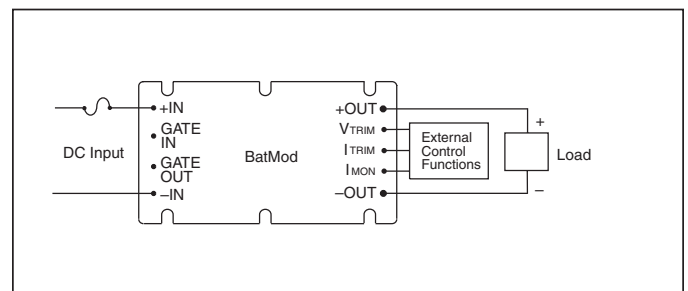 DC Input
+IN
GATE
IN
GATE
OUT
–IN
BatMod
+OUT
VTRIM
ITRIM
IMON
–OUT
External
Control
Functions
+
Load
–